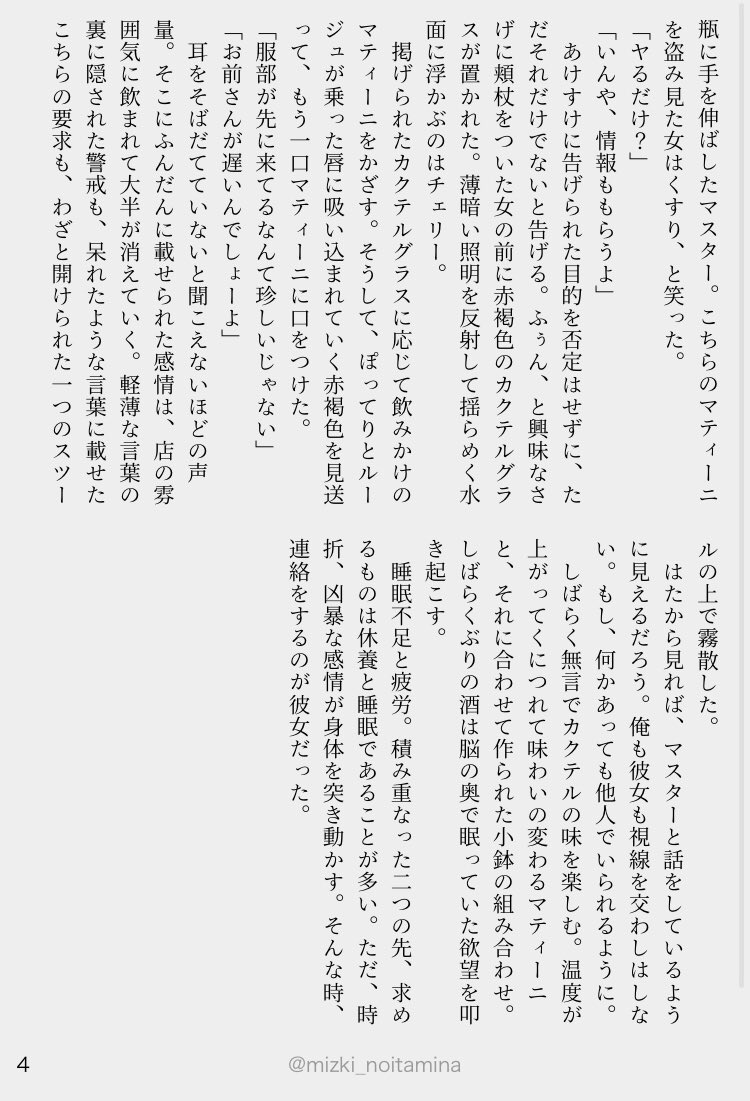 瓶に手を伸ばしたマスター。こちらのマティーニ
を盗み見た女はくすり、と笑った。
「ヤるだけ？」
「いんや、情報ももらうよ」
　あけすけに告げられた目的を否定はせずに、た
だそれだけでないと告げる。ふぅん、と興味なさ
げに頬杖をついた女の前に赤褐色のカクテルグラ
スが置かれた。薄暗い照明を反射して揺らめく水
面に浮かぶのはチェリー。
　掲げられたカクテルグラスに応じて飲みかけの
マティーニをかざす。そうして、ぽってりとルー
ジュが乗った唇に吸い込まれていく赤褐色を見送
って、もう一口マティーニに口をつけた。
「服部が先に来てるなんて珍しいじゃない」
「お前さんが遅いんでしょーよ」
　耳をそばだてていないと聞こえないほどの声
量。そこにふんだんに載せられた感情は、店の雰
囲気に飲まれて大半が消えていく。軽薄な言葉の
裏に隠された警戒も、呆れたような言葉に載せた
こちらの要求も、わざと開けられた一つのスツー
ルの上で霧散した。
　はたから見れば、マスターと話をしているよう
に見えるだろう。俺も彼女も視線を交わしはしな
い。もし、何かあっても他人でいられるように。
　しばらく無言でカクテルの味を楽しむ。温度が
上がってくにつれて味わいの変わるマティーニ
と、それに合わせて作られた小鉢の組み合わせ。
しばらくぶりの酒は脳の奥で眠っていた欲望を叩
き起こす。
　睡眠不足と疲労。積み重なった二つの先、求め
るものは休養と睡眠であることが多い。ただ、時
折、凶暴な感情が身体を突き動かす。そんな時、
連絡をするのが彼女だった。
4
@mizki_noitamina